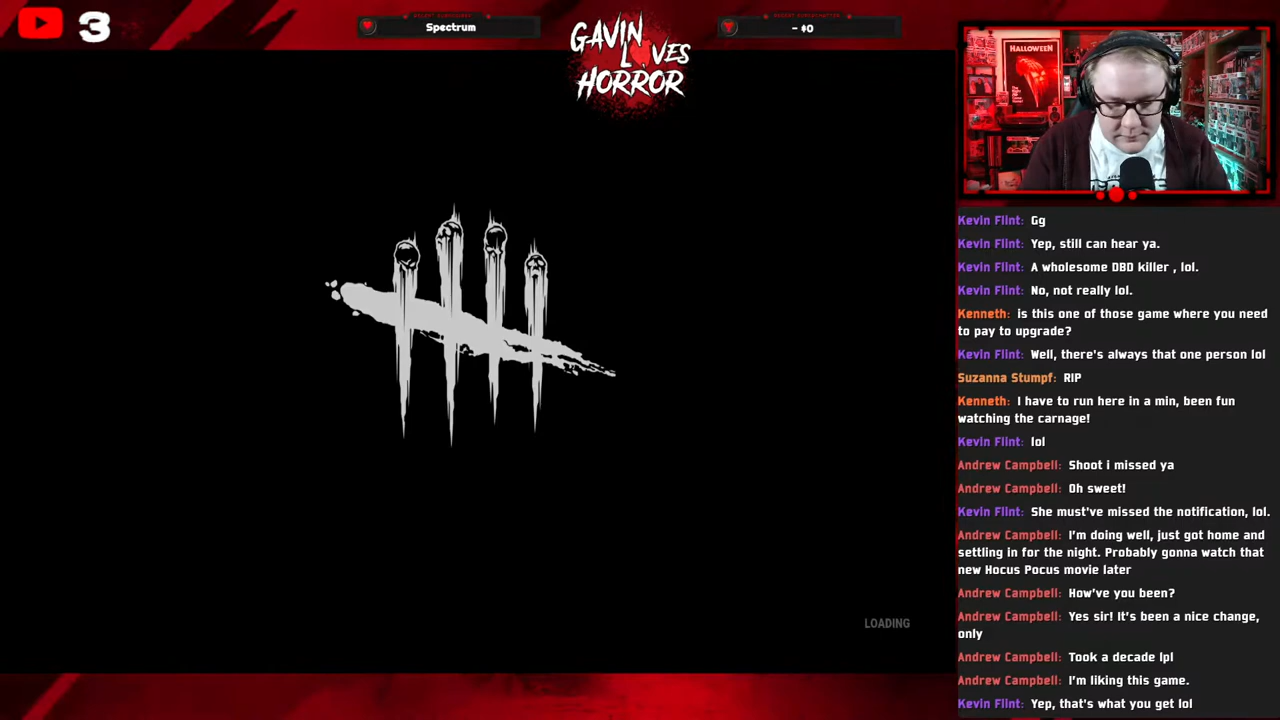 3
Spectrum
- $0
GAVIN
LOVES
HORROR
HALLOWEEN
LOADING
Kevin Flint: Gg
Kevin Flint: Yep, still can hear ya.
Kevin Flint: A wholesome DBD killer , lol.
Kevin Flint: No, not really lol.
Kenneth: is this one of those game where you need
to pay to upgrade?
Kevin Flint: Well, there's always that one person lol
Suzanna Stumpf: RIP
Kenneth: I have to run here in a min, been fun
watching the carnage!
Kevin Flint: lol
Andrew Campbell: Shoot i missed ya
Andrew Campbell: Oh sweet!
Kevin Flint: She must've missed the notification, lol.
Andrew Campbell: I'm doing well, just got home and
settling in for the night. Probably gonna watch that
new Hocus Pocus movie later
Andrew Campbell: How've you been?
Andrew Campbell: Yes sir! It's been a nice change,
only
Andrew Campbell: Took a decade lpl
Andrew Campbell: I'm liking this game.
Kevin Flint: Yep, that's what you get lol